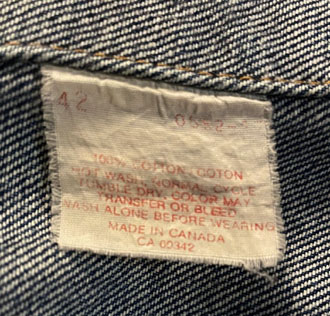 42
100% COTTON-COTON
HOT WASH-NORMAL CYCLE
TUMBLE DRY-COLOR MAY
TRANSFER OR BLEED
WASH ALONE BEFORE WEARING
MADE IN CANADA
CA 00342